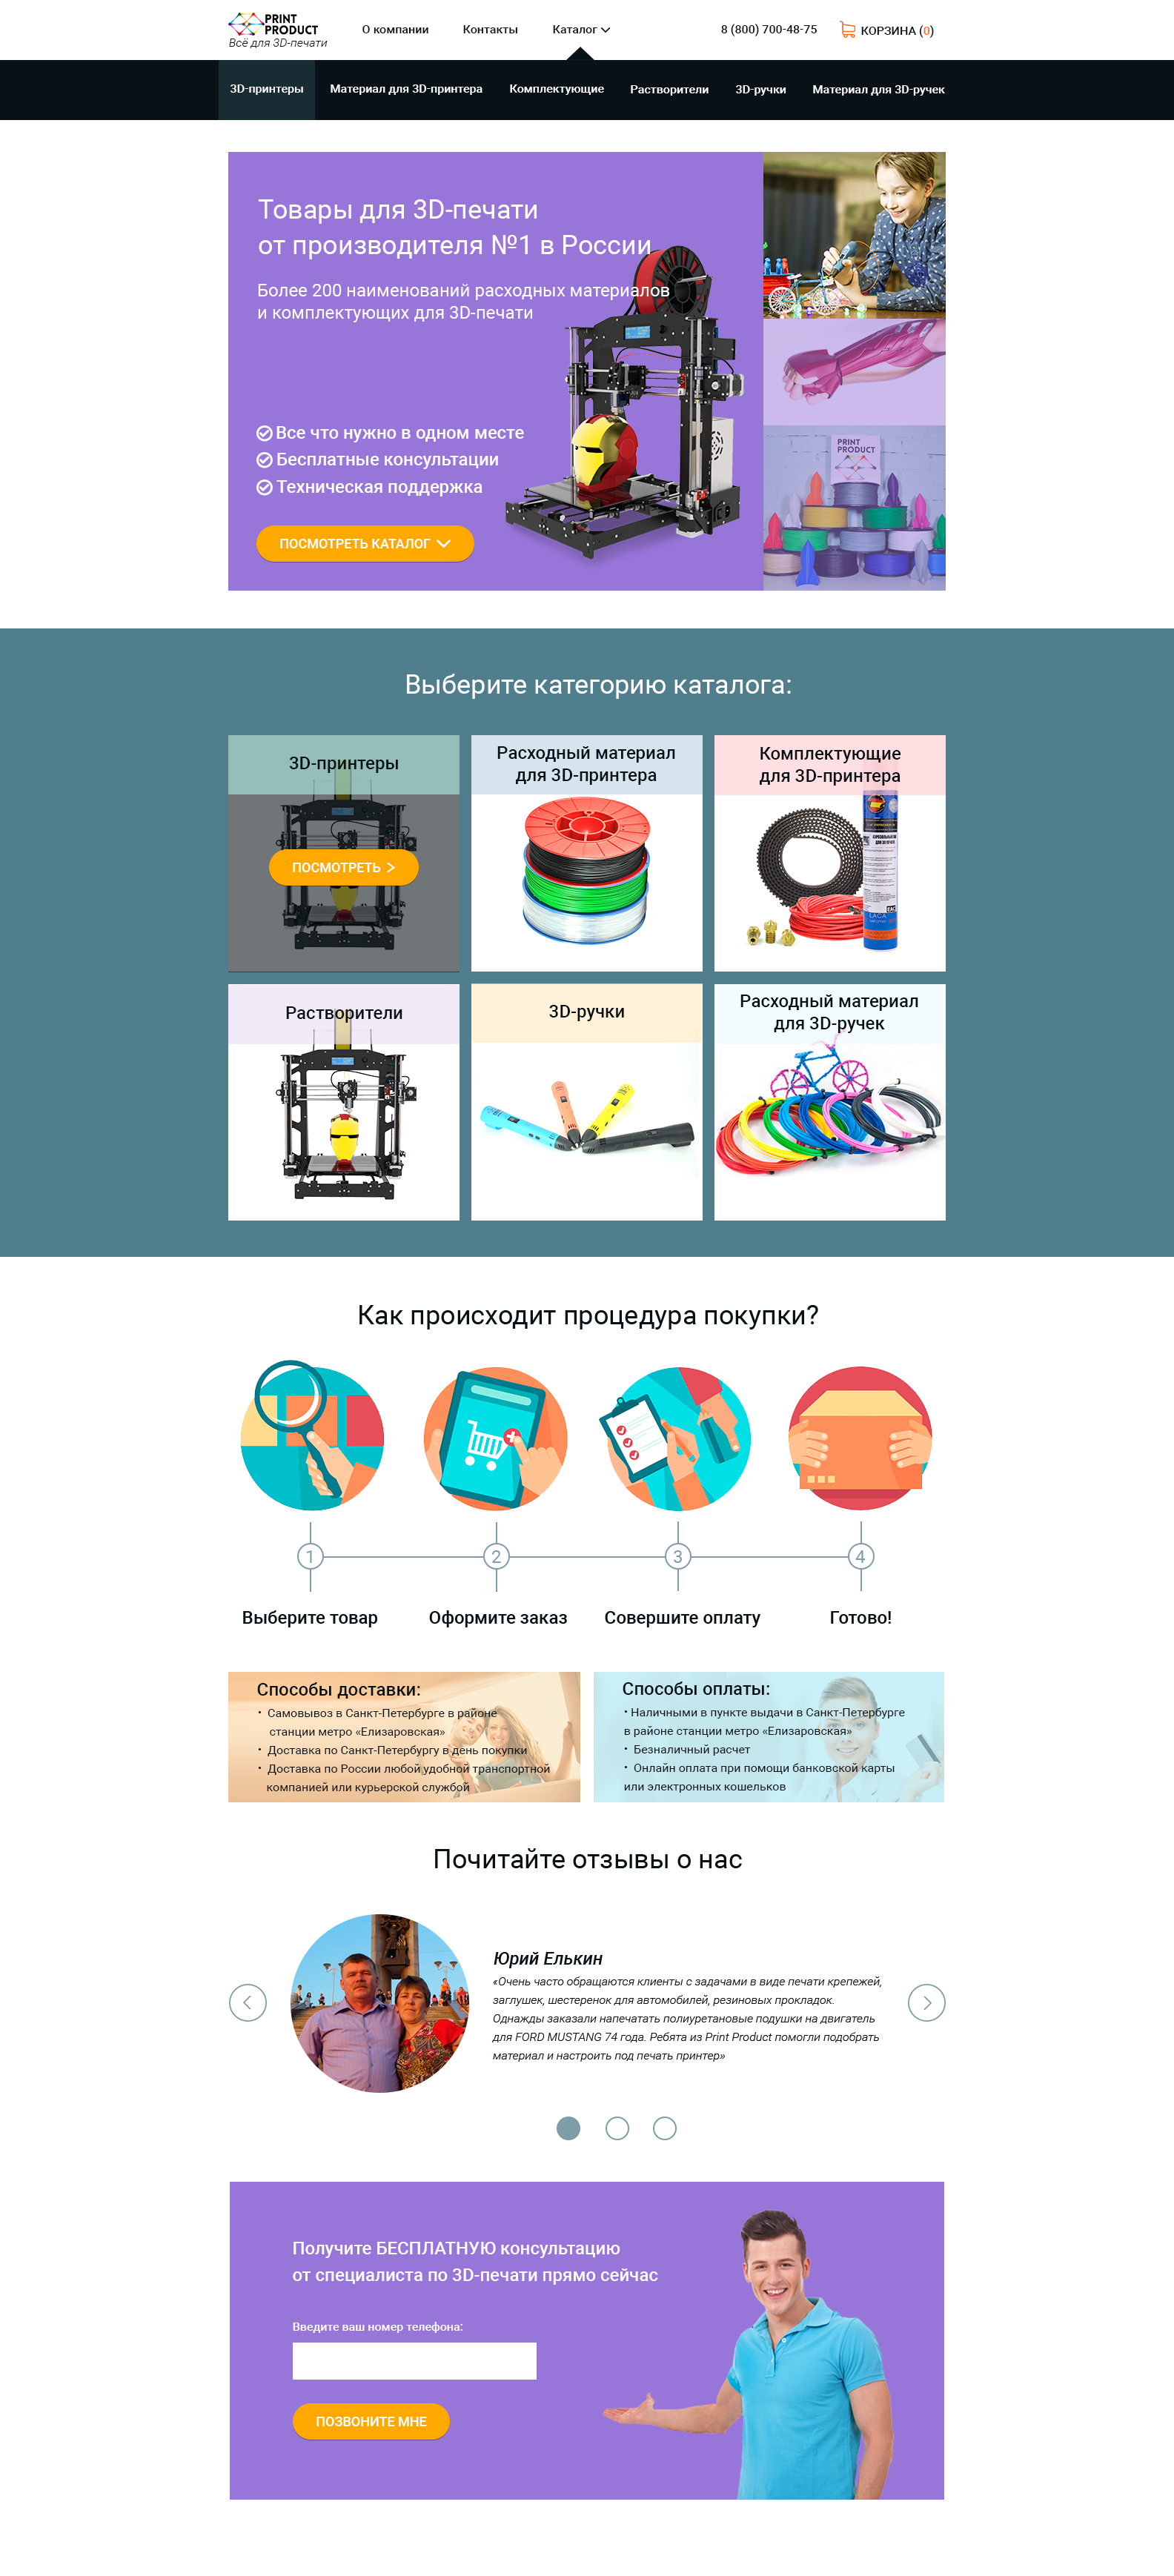 PRINT
PRODUCT
Всё для 3D-печати
О компании
Контакты
Каталог
8 (800) 700-48-75
КОРЗИНА (0)
3D-принтеры
Материал для 3D-принтера
Комплектующие
Растворители
3D-ручки
Материал для 3D-ручек
Товары для 3D-печати
от производителя №1 в России
Более 200 наименований расходных материалов
и комплектующих для 3D-печати
Все что нужно в одном месте
Бесплатные консультации
Техническая поддержка
ПОСМОТРЕТЬ КАТАЛОГ
PRINT
PRODUCT
Выберите категорию каталога:
3D-принтеры
ПОСМОТРЕТЬ
Расходный материал
для 3D-принтера
Комплектующие
для 3D-принтера
LACA
Растворители
3D-ручки
Расходный материал
для 3D-ручек
Как происходит процедура покупки?
1
2
3
4
Выберите товар
Оформите заказ
Совершите оплату
Готово!
Способы доставки:
• Самовывоз в Санкт-Петербурге в районе
станции метро «Елизаровская»
• Доставка по Санкт-Петербургу в день покупки
• Доставка по России любой удобной транспортной
компанией или курьерской службой
Способы оплаты:
• Наличными в пункте выдачи в Санкт-Петербурге
в районе станции метро «Елизаровская»
• Безналичный расчет
• Онлайн оплата при помощи банковской карты
или электронных кошельков
Почитайте отзывы о нас
Юрий Елькин
«Очень часто обращаются клиенты с задачами в виде печати крепежей,
заглушек, шестеренок для автомобилей, резиновых прокладок.
Однажды заказали напечатать полиуретановые подушки на двигатель
для FORD MUSTANG 74 года. Ребята из Print Product помогли подобрать
материал и настроить под печать принтер»
Получите БЕСПЛАТНУЮ консультацию
от специалиста по 3D-печати прямо сейчас
Введите ваш номер телефона:
ПОЗВОНИТЕ МНЕ